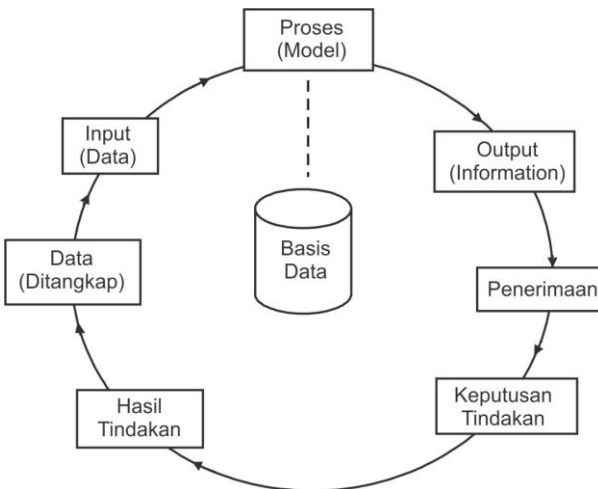 Proses
(Model)
Input
(Data)
Output
(Information)
Basis
Data
Data
(Ditangkap)
Penerimaan
Hasil
Tindakan
Keputusan
Tindakan